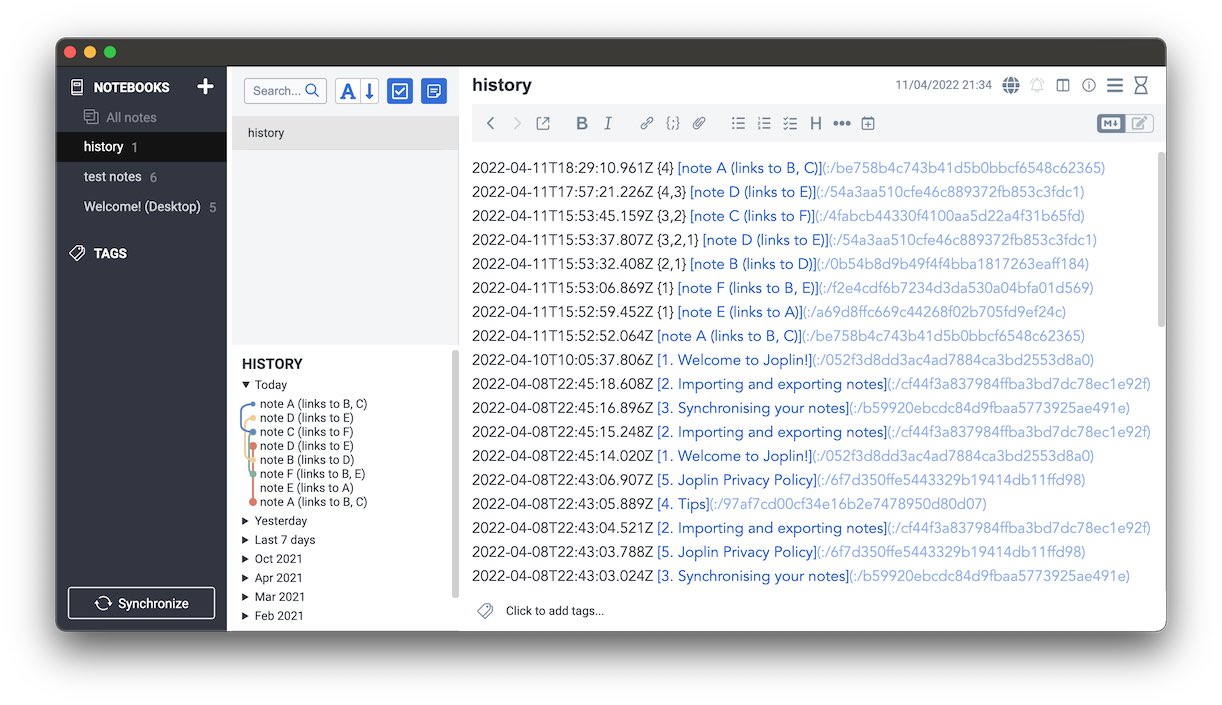 NOTEBOOKS
All notes
history 1
test notes 6
Welcome! (Desktop) 5
TAGS
Synchronize
Search...
A
history
HISTORY
Today
note A (links to B, C)
note D (links to E)
note C (links to F)
note D (links to E)
note B (links to D)
note F (links to B, E)
note E (links to A)
note A (links to B, C)
Yesterday
Last 7 days
Oct 2021
Apr 2021
Mar 2021
Feb 2021
history
11/04/2022 21:34
B I H M
2022-04-11T18:29:10.961Z {4} [note A (links to B, C)](:/be758b4c743b41d5b0bbcf6548c62365)
2022-04-11T17:57:21.226Z {4,3} [note D (links to E)](:/54a3aa510cfe46c889372fb853c3fdc1)
2022-04-11T15:53:45.159Z {3,2} [note C (links to F)](:/4fabcb44330f4100aa5d22a4f31b65fd)
2022-04-11T15:53:37.807Z {3,2,1} [note D (links to E)](:/54a3aa510cfe46c889372fb853c3fdc1)
2022-04-11T15:53:32.408Z {2,1} [note B (links to D)](:/0b54b8d9b49f4f4bba1817263eaff184)
2022-04-11T15:53:06.869Z {1} [note F (links to B, E)](:/f2e4cdf6b7234d3da530a04bfa01d569)
2022-04-11T15:52:59.452Z {1} [note E (links to A)](:/a69d8ffc669c44268f02b705fd9ef24c)
2022-04-11T15:52:52.064Z [note A (links to B, C)](:/be758b4c743b41d5b0bbcf6548c62365)
2022-04-10T10:05:37.806Z [1. Welcome to Joplin!](:/052f3d8dd3ac4ad7884ca3bd2553d8a0)
2022-04-08T22:45:18.608Z [2. Importing and exporting notes](:/cf44f3a837984ffba3bd7dc78ec1e92f)
2022-04-08T22:45:16.896Z [3. Synchronising your notes](:/b59920ebcdc84d9fbaa5773925ae491e)
2022-04-08T22:45:15.248Z [2. Importing and exporting notes](:/cf44f3a837984ffba3bd7dc78ec1e92f)
2022-04-08T22:45:14.020Z [1. Welcome to Joplin!](:/052f3d8dd3ac4ad7884ca3bd2553d8a0)
2022-04-08T22:43:06.907Z [5. Joplin Privacy Policy](:/6f7d350ffe5443329b19414db11ffd98)
2022-04-08T22:43:05.889Z [4. Tips](:/97af7cd00cf34e16b2e7478950d80d07)
2022-04-08T22:43:04.521Z [2. Importing and exporting notes](:/cf44f3a837984ffba3bd7dc78ec1e92f)
2022-04-08T22:43:03.788Z [5. Joplin Privacy Policy](:/6f7d350ffe5443329b19414db11ffd98)
2022-04-08T22:43:03.024Z [3. Synchronising your notes](:/b59920ebcdc84d9fbaa5773925ae491e)
Click to add tags...